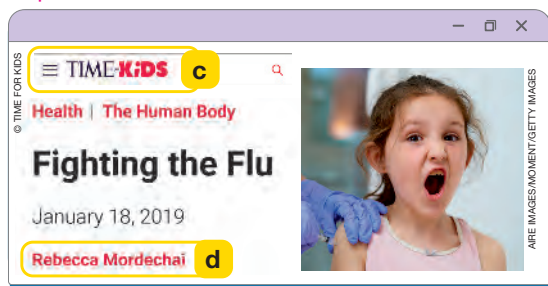 © TIME FOR KIDS
TIME-KiDS c
Health | The Human Body
Fighting the Flu
January 18, 2019
Rebecca Mordechai d
AIRE IMAGES/MOMENT/GETTY IMAGES